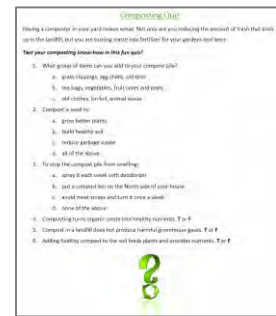 Composting Quiz
Having a composter in your yard makes sense. Not only are you reducing the amount of trash that ends
up in the landfill, but you are turning waste into fertilizer for your gardens and lawn.
Test your composting know-how in this fun quiz!
1. What group of items can you add to your compost pile?
a. grass clippings, egg shells, old
b. tea bags, vegetables, fruit cores and peels
c. old clothes, tin foil, animal waste
2. Compost is used to:
a. grow better plants
b. build healthy soil
c. reduce garbage waste
d. all of the above
3. To stop the compost pile from smelling:
a. spray it each week with deodorizer
b. put a compost bin on the North side of your house
c. avoid meat scraps and turn it once a week
d. none of the above
4. Composting turns organic waste into healthy nutrients. T or F
5. Compost in a landfill does not produce harmful greenhouse gases. T or F
6. Adding healthy compost to the soil feeds plants and provides nutrients. T or F